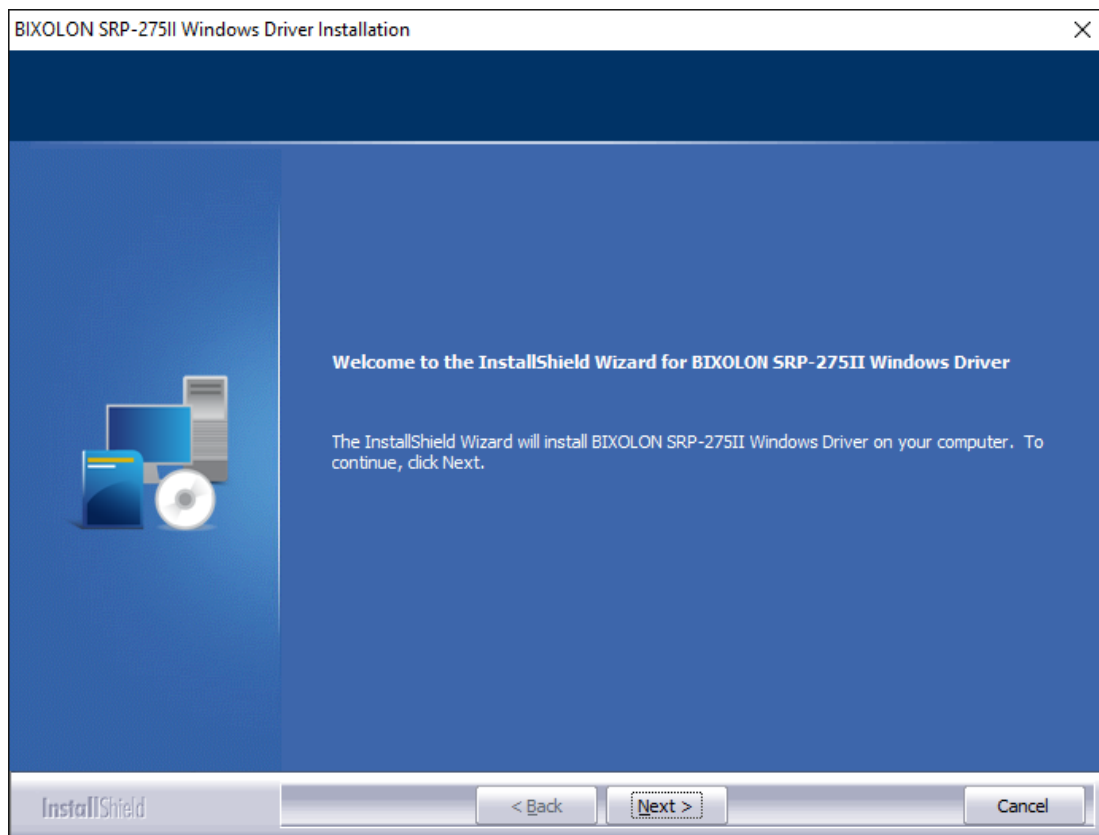 BIXOLON SRP-275II Windows Driver Installation
Welcome to the InstallShield Wizard for BIXOLON SRP-275II Windows Driver
The InstallShield Wizard will install BIXOLON SRP-275II Windows Driver on your computer.  To
continue, click Next.
InstallShield
< Back
Next >
Cancel